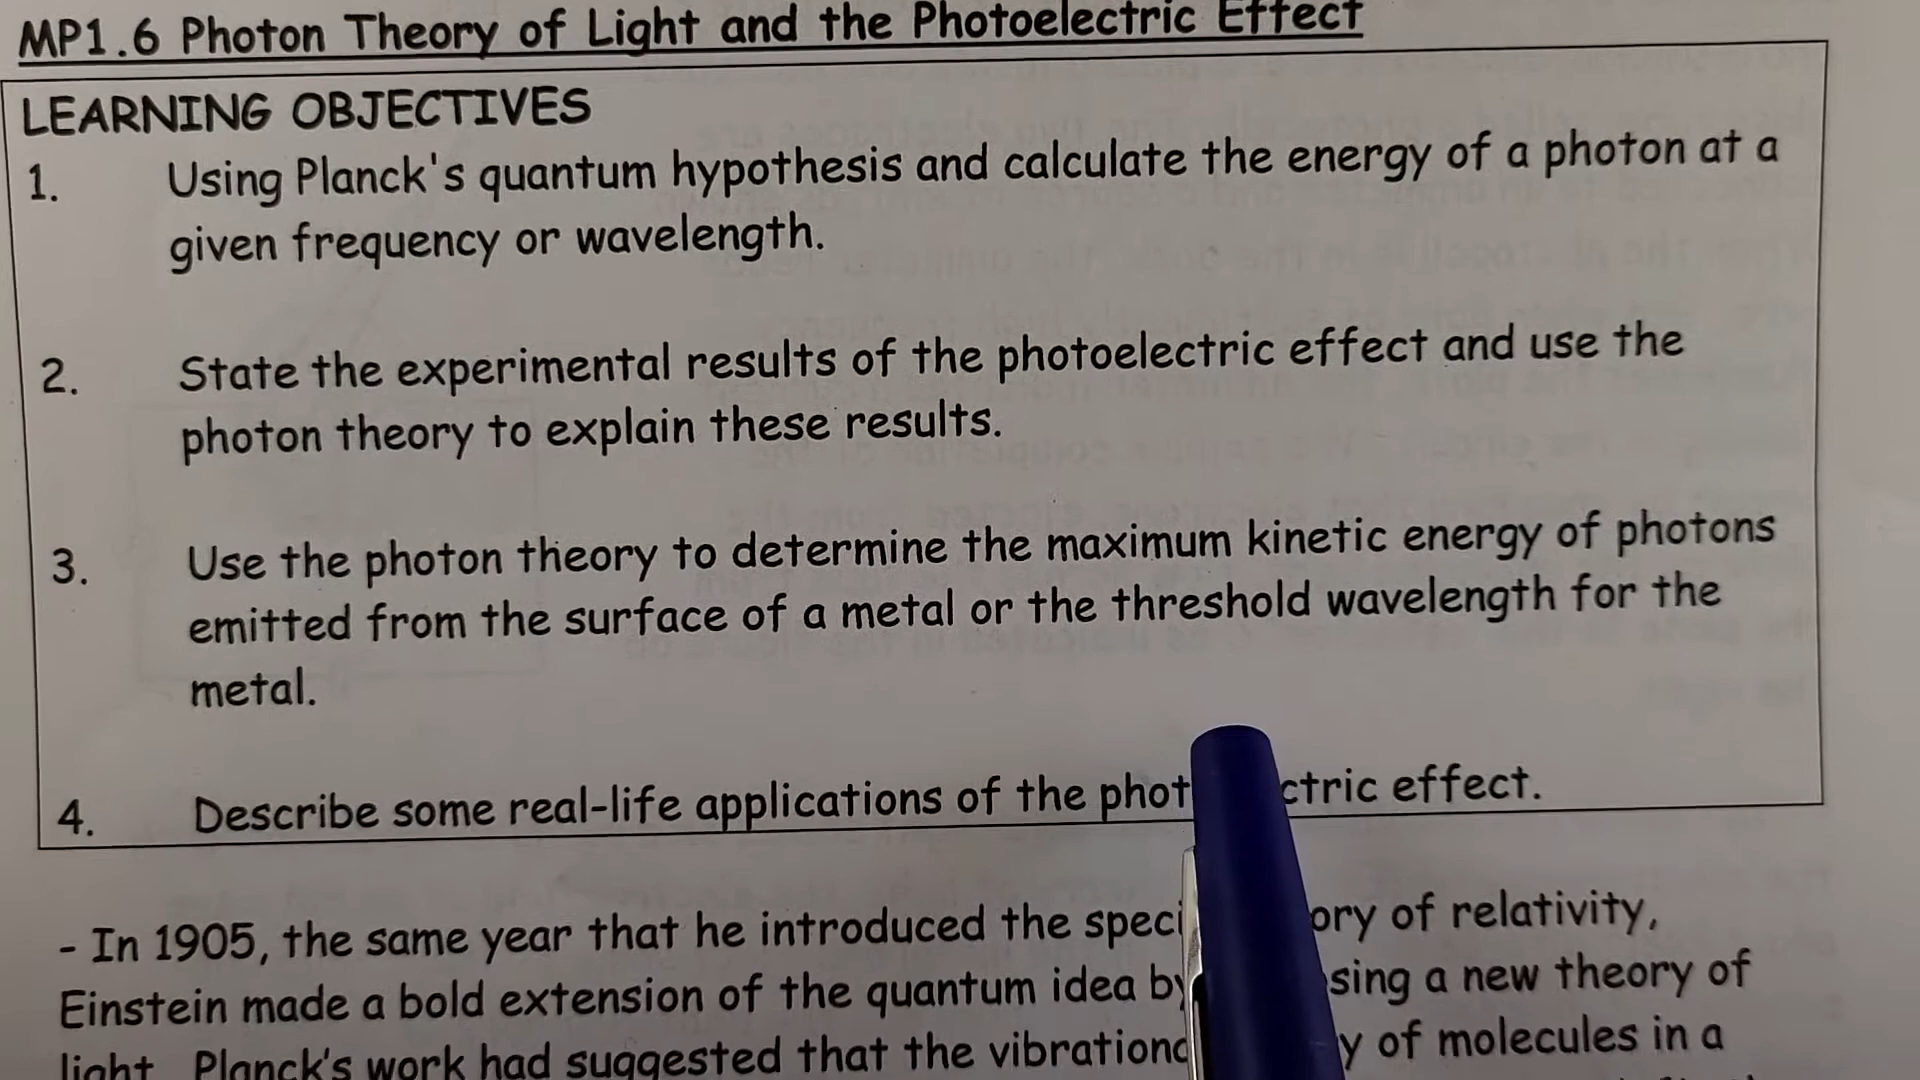 MP1.6 Photon Theory of Light and the Photoelectric Effect
LEARNING OBJECTIVES
1. Using Planck's quantum hypothesis and calculate the energy of a photon at a
given frequency or wavelength.
2. State the experimental results of the photoelectric effect and use the
photon theory to explain these results.
3. Use the photon theory to determine the maximum kinetic energy of photons
emitted from the surface of a metal or the threshold wavelength for the
metal.
4. Describe some real-life applications of the phot ctric effect.
- In 1905, the same year that he introduced the speci ory of relativity,
Einstein made a bold extension of the quantum idea by sing a new theory of
light. Planck's work had suggested that the vibrationa y of molecules in a